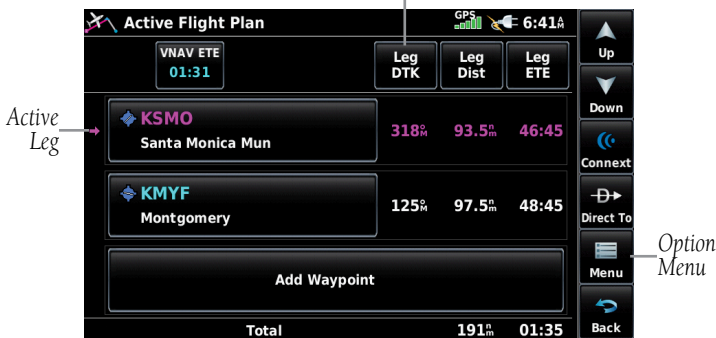 Active Flight Plan GPS 6:41 A
VNAV ETE
01:31
Leg
DTK
Leg
Dist
Leg
ETE
Up
Down
Connext
Direct To
Menu
Back
Active
Leg
KSMO
Santa Monica Mun
318°M 93.5nm 46:45
KMYF
Montgomery
125°M 97.5nm 48:45
Option
Menu
Add Waypoint
Total 191nm 01:35